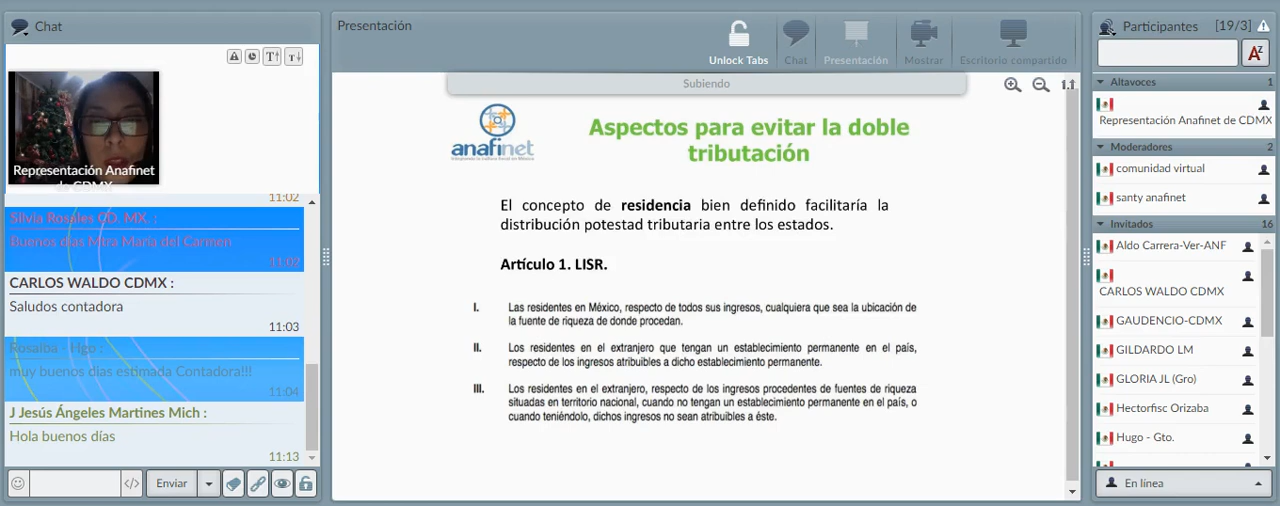 Chat
Representación Anafinet
de CDMX
11:02
Silvia Rosales CD. MX. :
Buenos días Mtra María del Carmen
11:02
CARLOS WALDO CDMX :
Saludos contadora
11:03
Rosalba - Hgo :
muy buenos dias estimada Contadora!!!
11:04
J Jesús Ángeles Martines Mich :
Hola buenos días
11:13
Enviar
Presentación
Unlock Tabs
Chat
Presentación
Mostrar
Escritorio compartido
Subiendo
1.1
anafinet
Aspectos para evitar la doble
tributación
El concepto de residencia bien definido facilitaría la
distribución potestad tributaria entre los estados.
Artículo 1. LISR.
I. Las residentes en México, respecto de todos sus ingresos, cualquiera que sea la ubicación de
la fuente de riqueza de donde procedan.
II. Los residentes en el extranjero que tengan un establecimiento permanente en el país,
respecto de los ingresos atribuibles a dicho establecimiento permanente.
III. Los residentes en el extranjero, respecto de los ingresos procedentes de fuentes de riqueza
situadas en territorio nacional, cuando no tengan un establecimiento permanente en el país, o
cuando teniéndolo, dichos ingresos no sean atribuibles a éste.
Participantes [19/3]
Altavoces 1
Representación Anafinet de CDMX
Moderadores 2
comunidad virtual
santy anafinet
Invitados 16
Aldo Carrera-Ver-ANF
CARLOS WALDO CDMX
GAUDENCIO-CDMX
GILDARDO LM
GLORIA JL (Gro)
Hectorfisc Orizaba
Hugo - Gto.
En línea